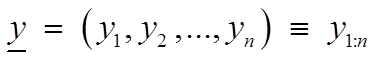 y = (y₁, y₂ ,..., yₙ) ≡ y₁:ₙ